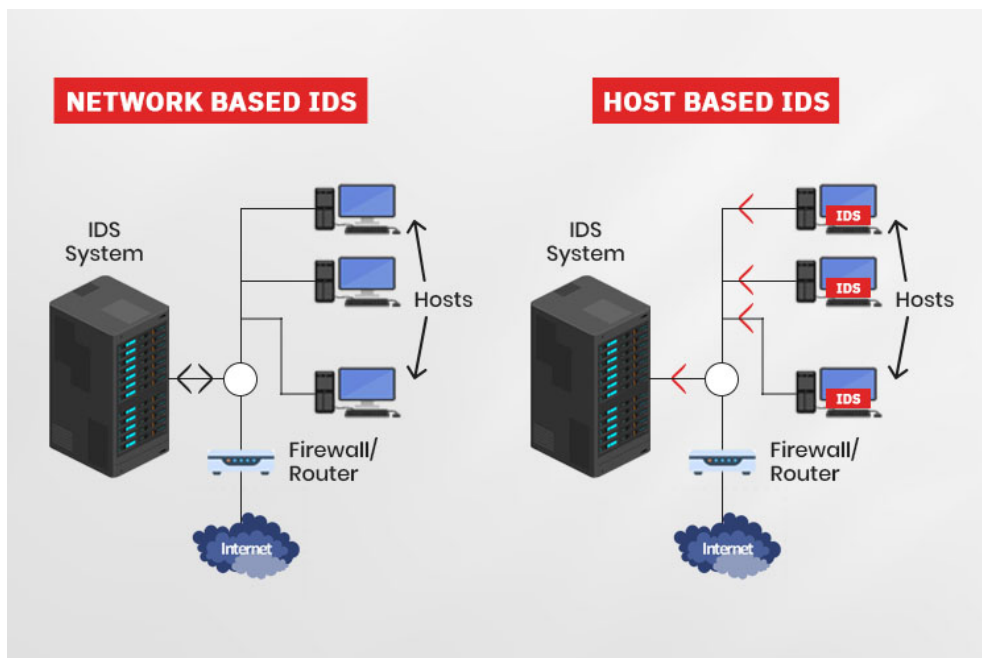 NETWORK BASED IDS
IDS
System
Hosts
Firewall/
Router
Internet
HOST BASED IDS
IDS
System
IDS
IDS
IDS
Hosts
Firewall/
Router
Internet